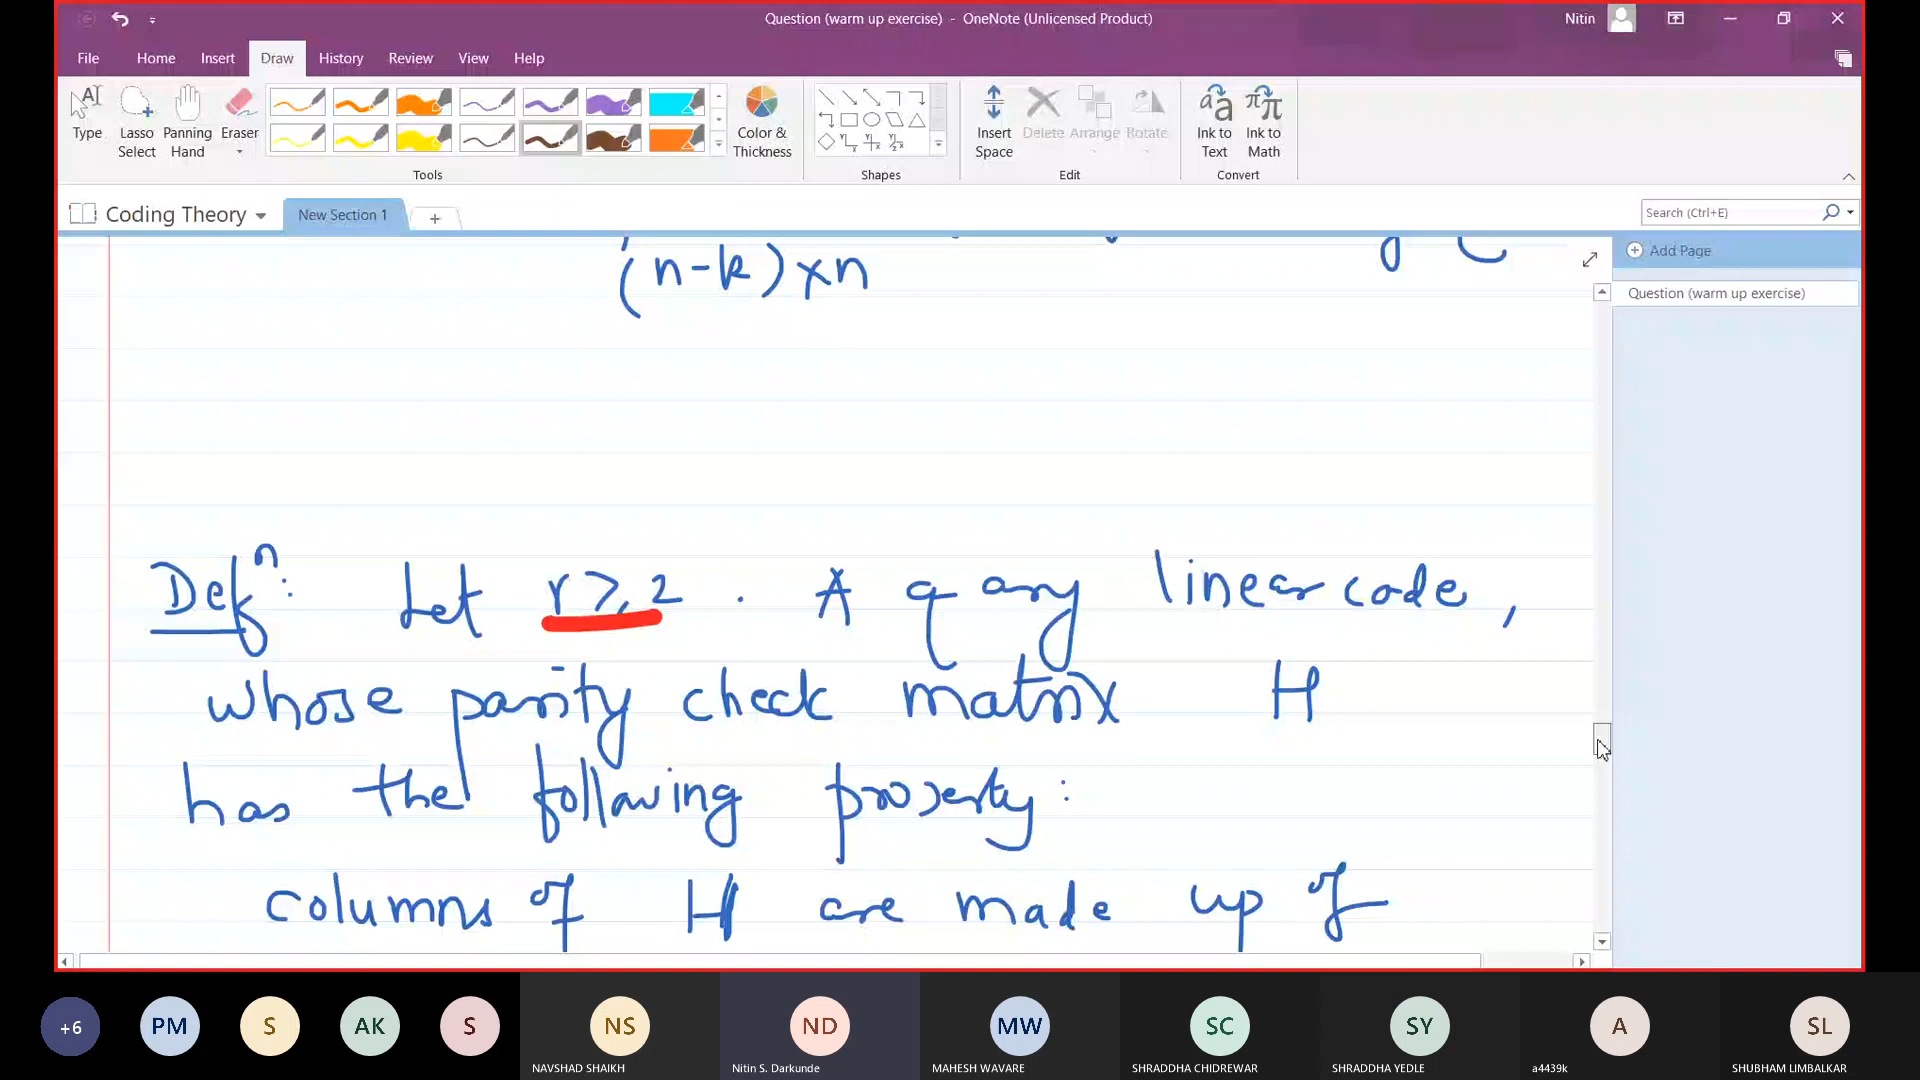 Question (warm up exercise) - OneNote (Unlicensed Product)
Nitin
File Home Insert Draw History Review View Help
Type
Lasso Select
Panning Hand
Eraser
Color & Thickness
Insert Space
Delete
Arrange
Rotate
Ink to Text
Ink to Math
Tools
Shapes
Edit
Convert
Coding Theory
New Section 1
Search (Ctrl+E)
Add Page
Question (warm up exercise)
(n-k)xn
Defⁿ: Let r⩾2. A q ary linear code,
whose parity check matrix H
has the following property:
columns of H are made up of
+6
PM
S
AK
S
NS
ND
MW
SC
SY
A
SL
NAVSHAD SHAIKH
Nitin S. Darkunde
MAHESH WAVARE
SHRADDHA CHIDREWAR
SHRADDHA YEDLE
a4439k
SHUBHAM LIMBALKAR